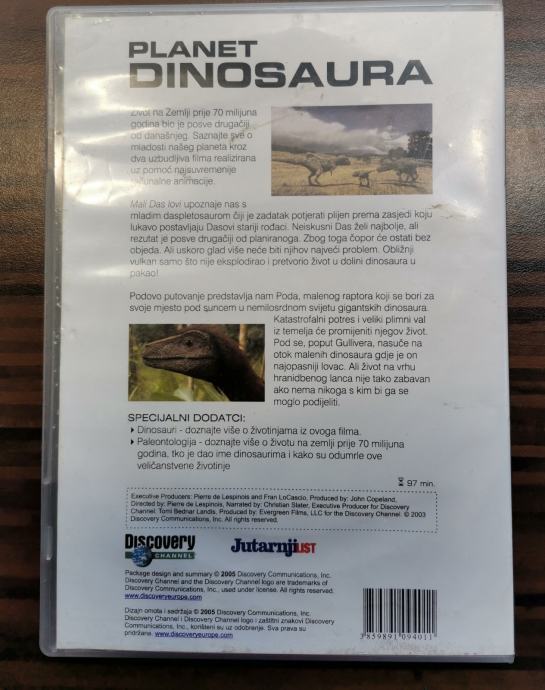 PLANET
DINOSAURA
Život na Zemlji prije 70 milijuna
godina bio je posve drugačiji
od današnjeg. Saznajte sve o
mladosti našeg planeta kroz
dva uzbudljiva filma realizirana
uz pomoć najsuvremenije
računalne animacije.
Mali Das lovi upoznaje nas s
mladim daspletosaurom čiji je zadatak potjerati plijen prema zasjedi koju
lukavo postavljaju Dasovi stariji rođaci. Neiskusni Das želi najbolje, ali
rezultat je posve drugačiji od planiranoga. Zbog toga čopor će ostati bez
objeda. Ali uskoro glad više neće biti njihov najveći problem. Obližnji
vulkan samo što nije eksplodirao i pretvorio život u dolini dinosaura u
pakao!
Podovo putovanje predstavlja nam Poda, malenog raptora koji se bori za
svoje mjesto pod suncem u nemilosrdnom svijetu gigantskih dinosaura.
Katastrofalni potres i veliki plimni val
iz temelja će promijeniti njegov život.
Pod se, poput Gullivera, nasuče na
otok malenih dinosaura gdje je on
najopasniji lovac. Ali život na vrhu
hranidbenog lanca nije tako zabavan
ako nema nikoga s kim bi ga se
moglo podijeliti.
SPECIJALNI DODATCI:
Dinosauri - doznajte više o životinjama iz ovoga filma.
Paleontologija - doznajte više o životu na zemlji prije 70 milijuna
godina, tko je dao ime dinosaurima i kako su odumrle ove
veličanstvene životinje
97 min.
Executive Producers: Pierre de Lespinois and Fran LoCascio, Produced by: John Copeland,
Directed by: Pierre de Lespinois, Narrated by: Christian Slater, Executive Producer for Discovery
Channel: Tomi Bednar Landis, Produced by: Evergreen Films, LLC for the Discovery Channel. © 2003
Discovery Communications, Inc. All rights reserved.
Discovery
CHANNEL
Jutarnji LIST
Package design and summary © 2005 Discovery Communications, Inc.
Discovery Channel and the Discovery Channel logo are trademarks of
Discovery Communications, Inc., used under license. All rights reserved.
www.discoveryeurope.com
Dizajn omota i sadržaja © 2005 Discovery Communications, Inc.
Discovery Channel i Discovery Channel logo i zaštitni znakovi Discovery
Communications, Inc., korišteni su uz odobrenje. Sva prava su
pridržana. www.discoveryeurope.com
3859891094011